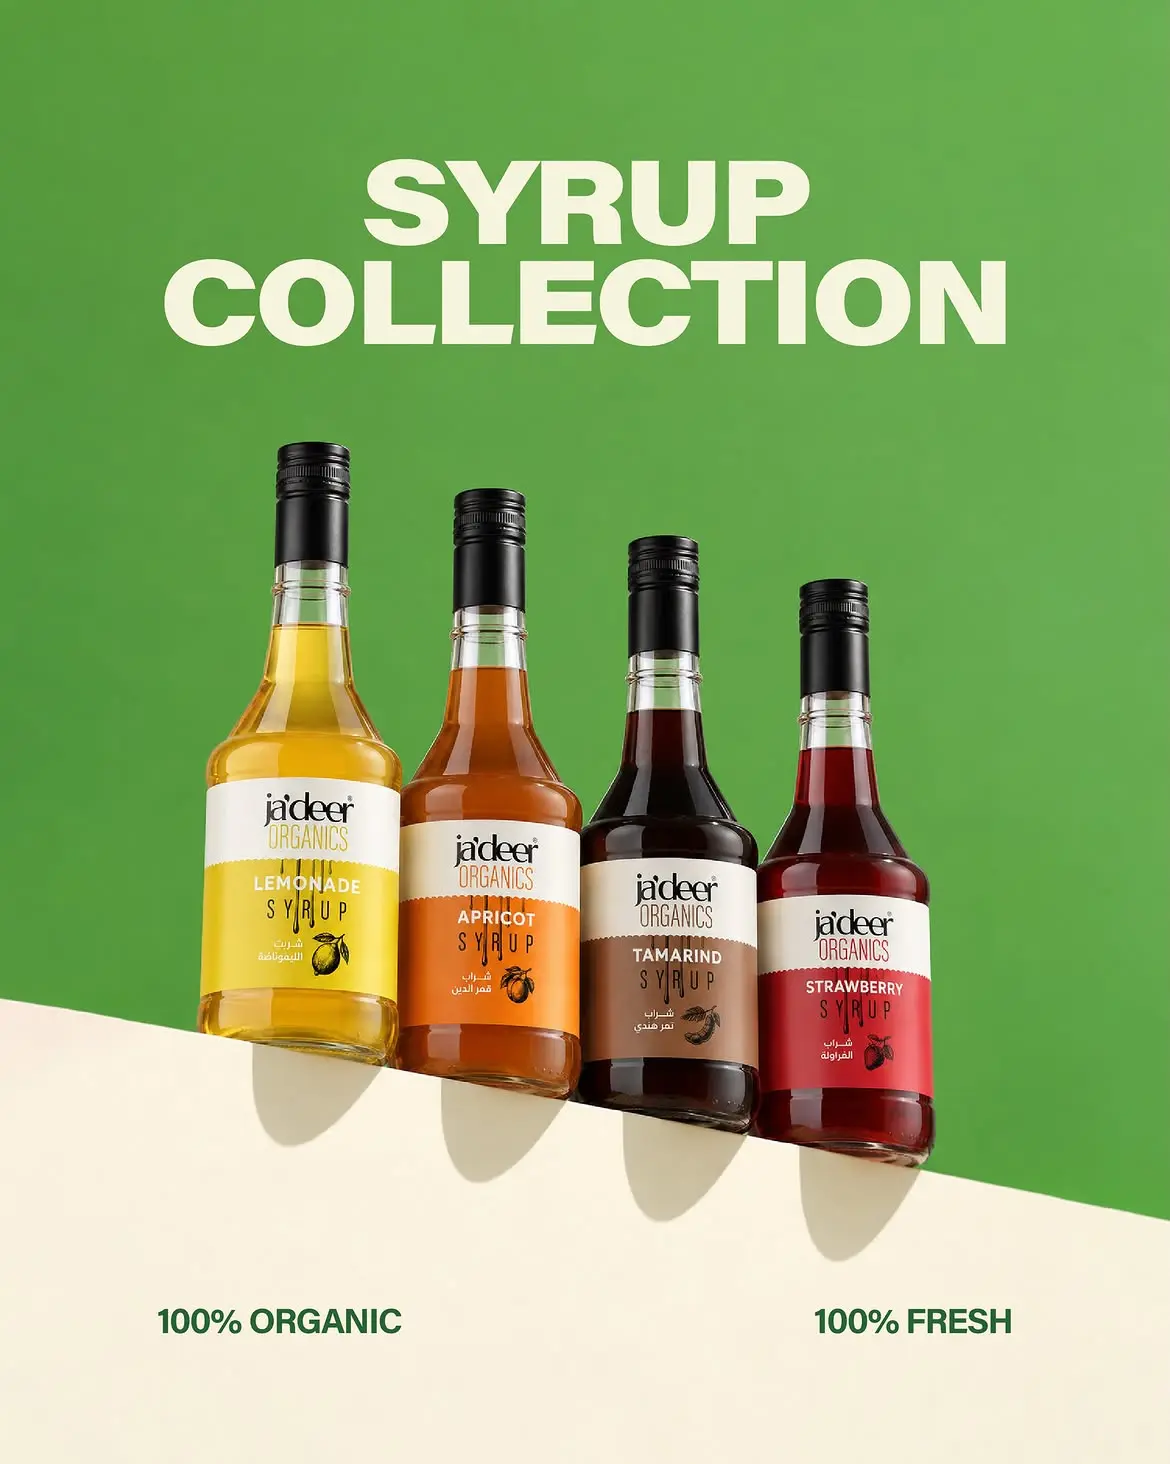 SYRUP
COLLECTION
ja'deer®
ORGANICS
LEMONADE
SYRUP
شربت
الليموناضة
ja'deer®
ORGANICS
APRICOT
SYRUP
شراب
قمر الدين
ja'deer®
ORGANICS
TAMARIND
SYRUP
شراب
تمر هندي
ja'deer®
ORGANICS
STRAWBERRY
SYRUP
شراب
الفراولة
100% ORGANIC
100% FRESH